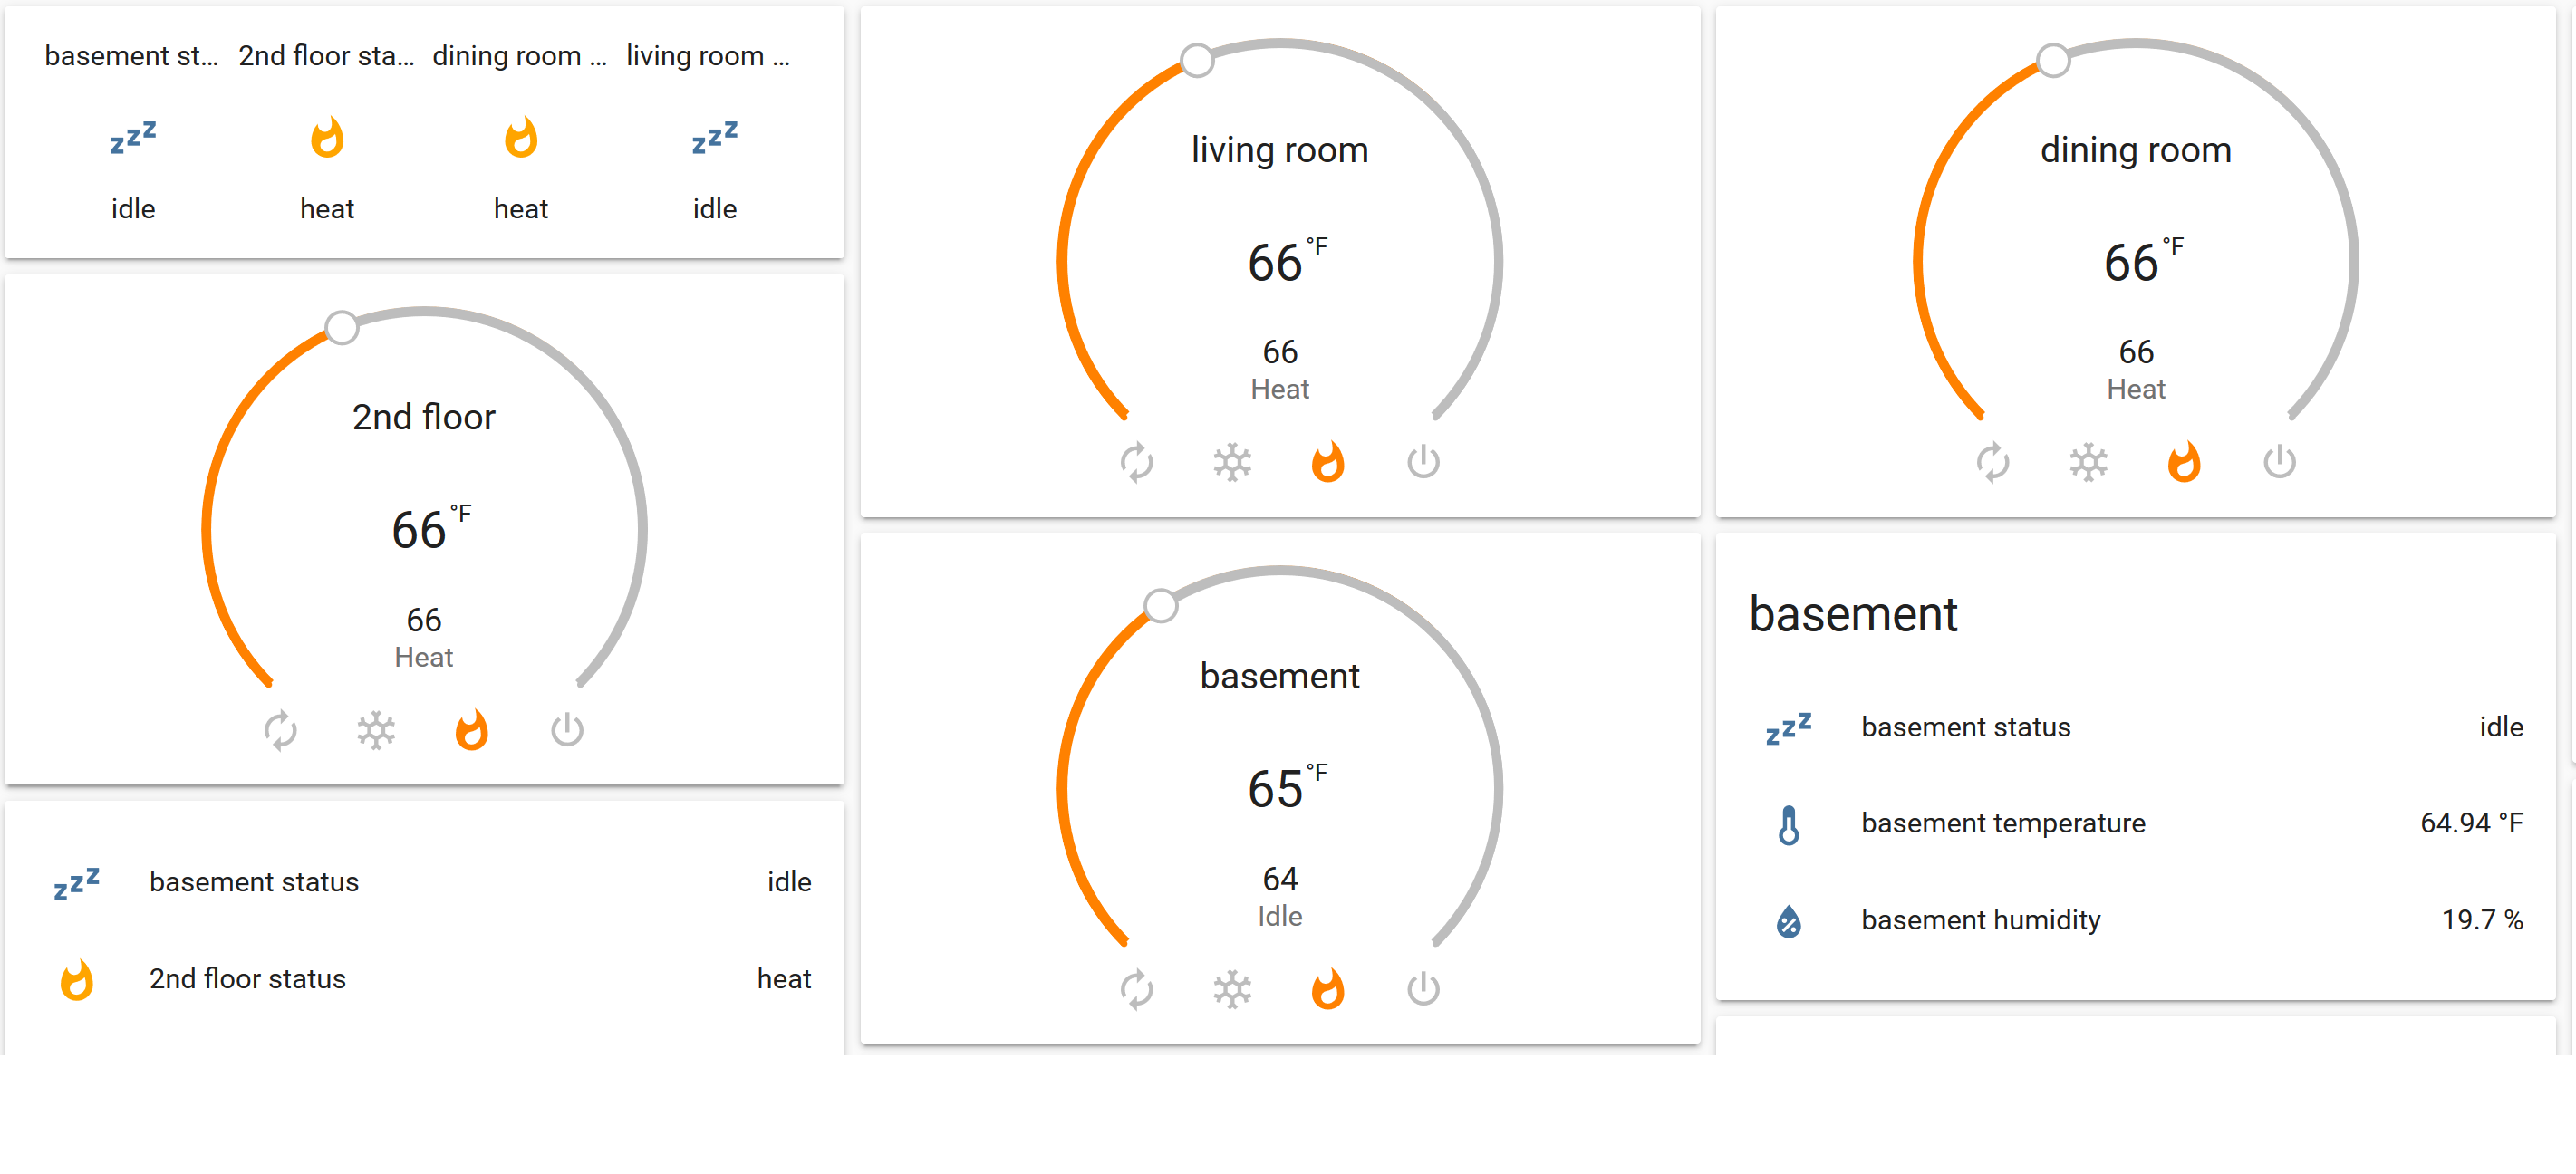 basement st...
2nd floor sta...
dining room ...
living room ...
idle
heat
heat
idle
2nd floor
66 °F
66
Heat
basement status idle
2nd floor status heat
living room
66 °F
66
Heat
basement
65 °F
64
Idle
dining room
66 °F
66
Heat
basement
basement status idle
basement temperature 64.94 °F
basement humidity 19.7 %